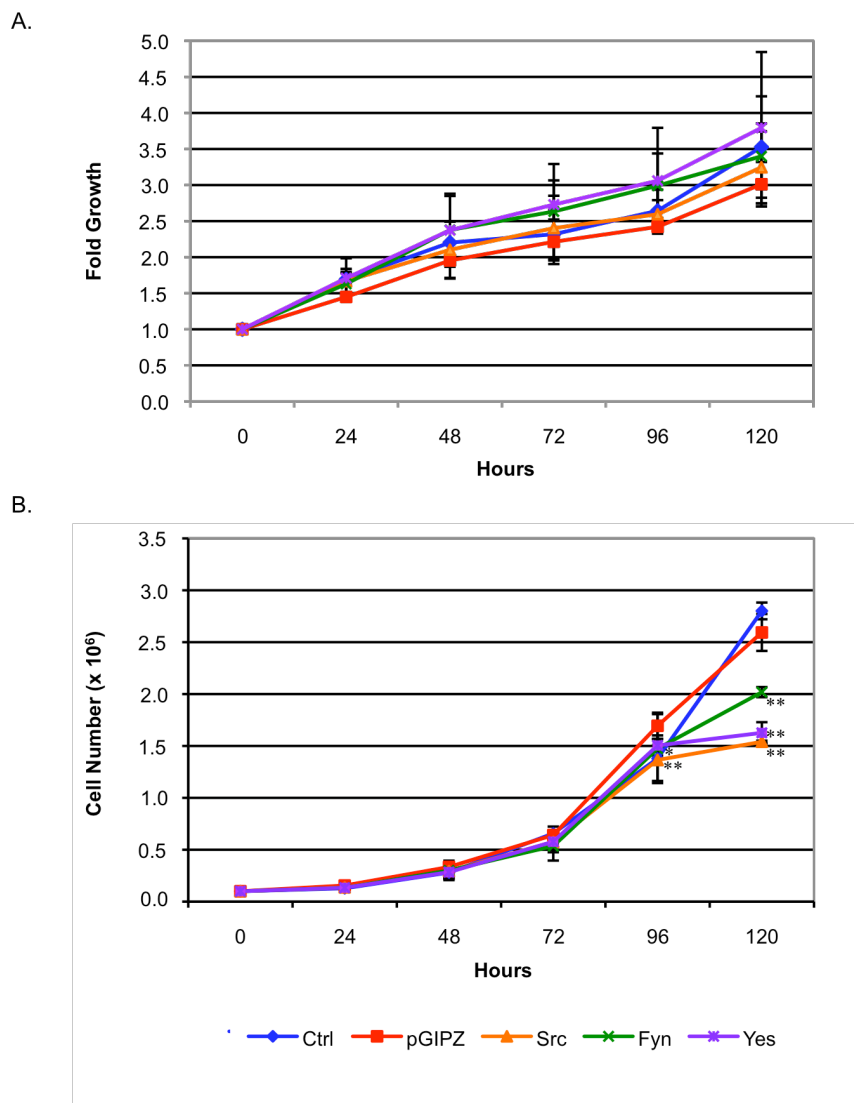 A.
5.0
4.5
4.0
3.5
3.0
2.5
2.0
1.5
1.0
0.5
0.0
Fold Growth
0 24 48 72 96 120
Hours
B.
3.5
3.0
2.5
2.0
1.5
1.0
0.5
0.0
Cell Number (x 10⁶)
**
**
**
*
**
0 24 48 72 96 120
Hours
Ctrl pGIPZ Src Fyn Yes